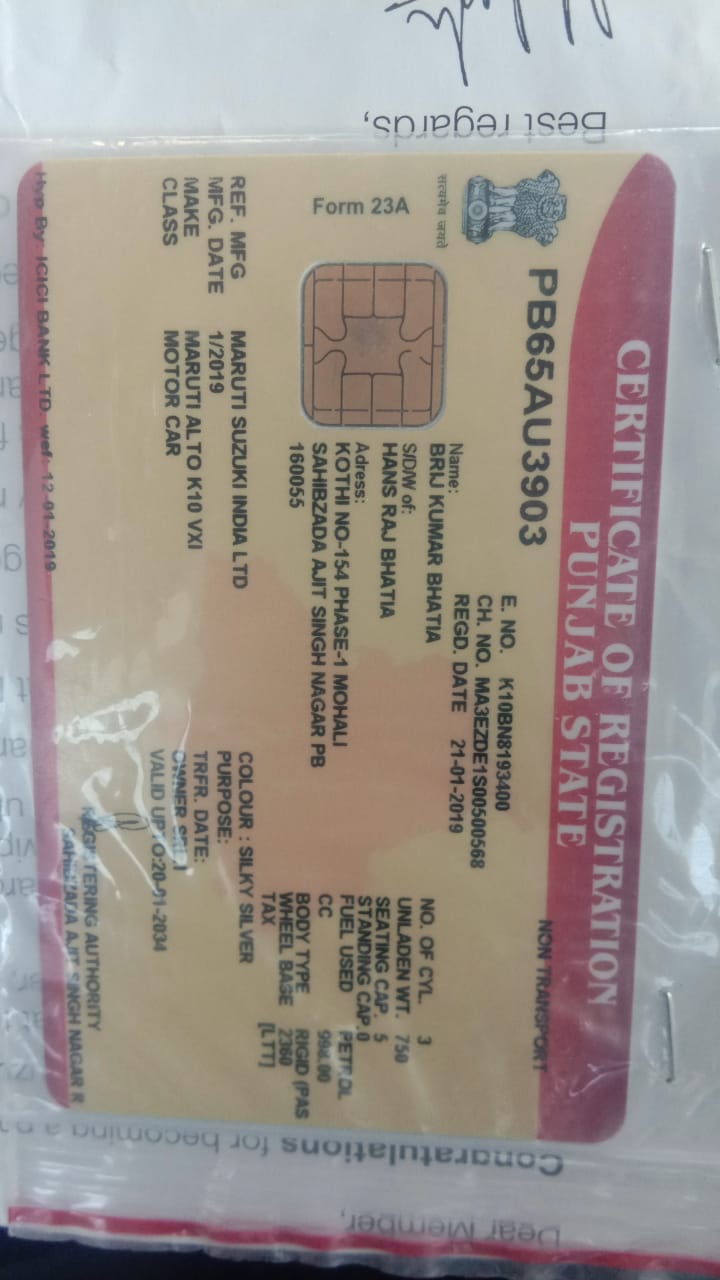 CERTIFICATE OF REGISTRATION
PUNJAB STATE
PB65AU3903
NON TRANSPORT
E. NO. K10BN8193400
CH. NO. MA3EZDE1S00500568
REGD. DATE 21-01-2019
सत्यमेव जयते
Form 23A
Name:
BRIJ KUMAR BHATIA
S/D/W of:
HANS RAJ BHATIA
Adress:
KOTHI NO-154 PHASE-1 MOHALI
SAHIBZADA AJIT SINGH NAGAR PB
160055
NO. OF CYL. 3
UNLADEN WT. 750
SEATING CAP. 5
STANDING CAP. 0
FUEL USED PETROL
CC 998.00
BODY TYPE RIGID (PAS
WHEEL BASE 2360
TAX [LTT]
REF. MFG MARUTI SUZUKI INDIA LTD
MFG. DATE 1/2019
MAKE MARUTI ALTO K10 VXI
CLASS MOTOR CAR
COLOUR : SILKY SILVER
PURPOSE:
TRFR. DATE:
OWNER
VALID UPTO:20-01-2034
REGISTERING AUTHORITY
SAHIBZADA AJIT SINGH NAGAR R
Hyp By: ICICI BANK LTD. wef: 12-01-2019
Dear Member,
Congratulations for becoming a
Best regards,